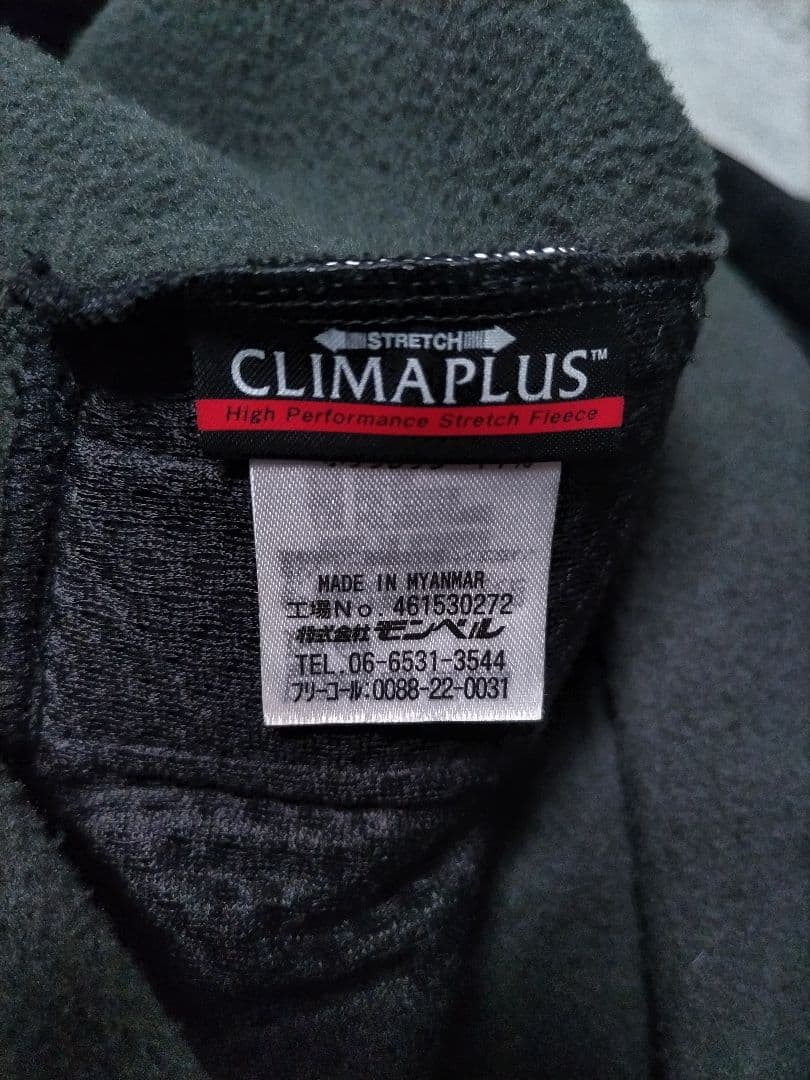 STRETCH
CLIMAPLUS™
High Performance Stretch Fleece
MADE IN MYANMAR
工場No. 461530272
株式会社 モンベル
TEL.06-6531-3544
フリーコール:0088-22-0031